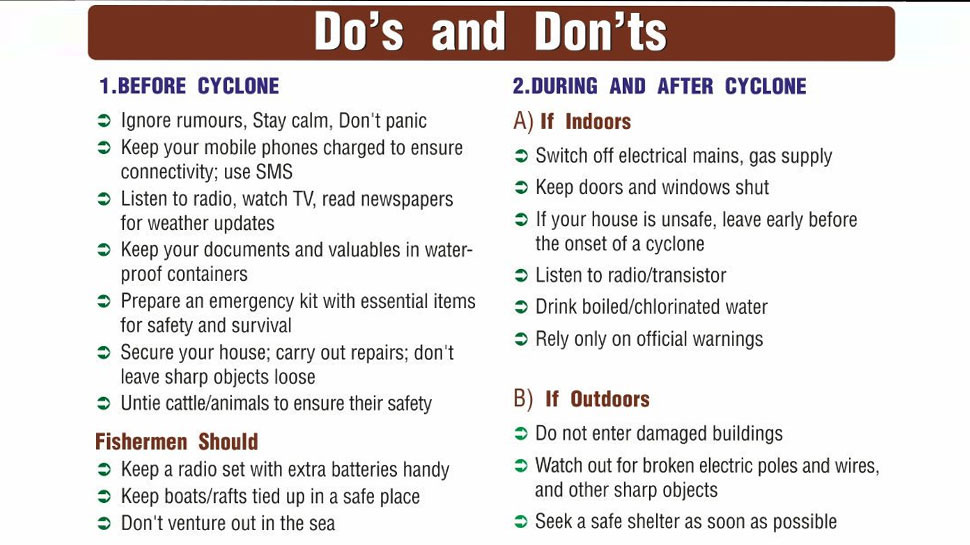 Do's and Don'ts
1.BEFORE CYCLONE
Ignore rumours, Stay calm, Don't panic
Keep your mobile phones charged to ensure
connectivity; use SMS
Listen to radio, watch TV, read newspapers
for weather updates
Keep your documents and valuables in water-
proof containers
Prepare an emergency kit with essential items
for safety and survival
Secure your house; carry out repairs; don't
leave sharp objects loose
Untie cattle/animals to ensure their safety
Fishermen Should
Keep a radio set with extra batteries handy
Keep boats/rafts tied up in a safe place
Don't venture out in the sea
2.DURING AND AFTER CYCLONE
A) If Indoors
Switch off electrical mains, gas supply
Keep doors and windows shut
If your house is unsafe, leave early before
the onset of a cyclone
Listen to radio/transistor
Drink boiled/chlorinated water
Rely only on official warnings
B) If Outdoors
Do not enter damaged buildings
Watch out for broken electric poles and wires,
and other sharp objects
Seek a safe shelter as soon as possible